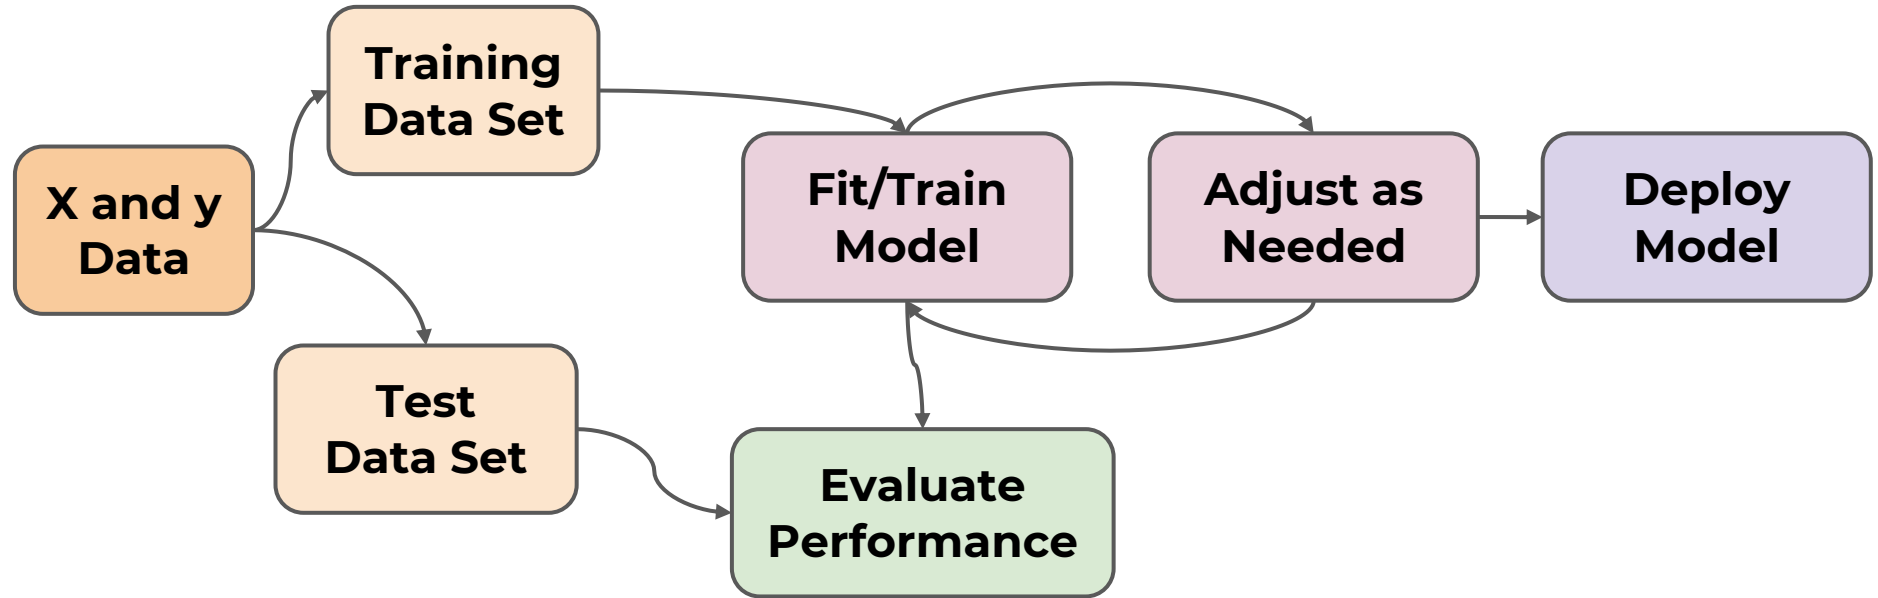 Training
Data Set
X and y
Data
Fit/Train
Model
Adjust as
Needed
Deploy
Model
Test
Data Set
Evaluate
Performance